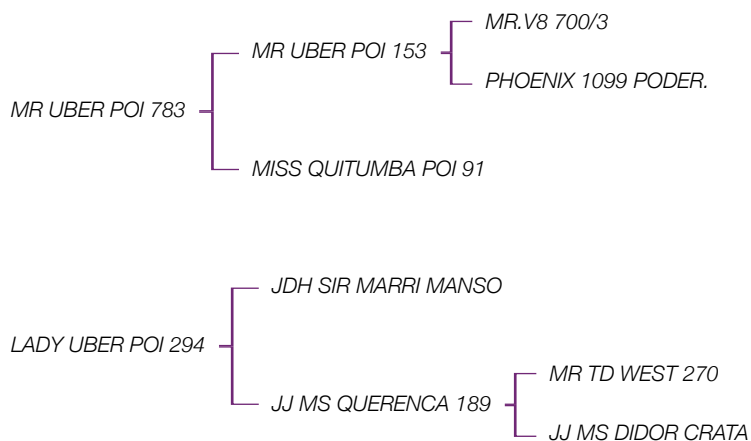 MR.V8 700/3
MR UBER POI 153
PHOENIX 1099 PODER.
MR UBER POI 783
MISS QUITUMBA POI 91
JDH SIR MARRI MANSO
LADY UBER POI 294
MR TD WEST 270
JJ MS QUERENCA 189
JJ MS DIDOR CRATA